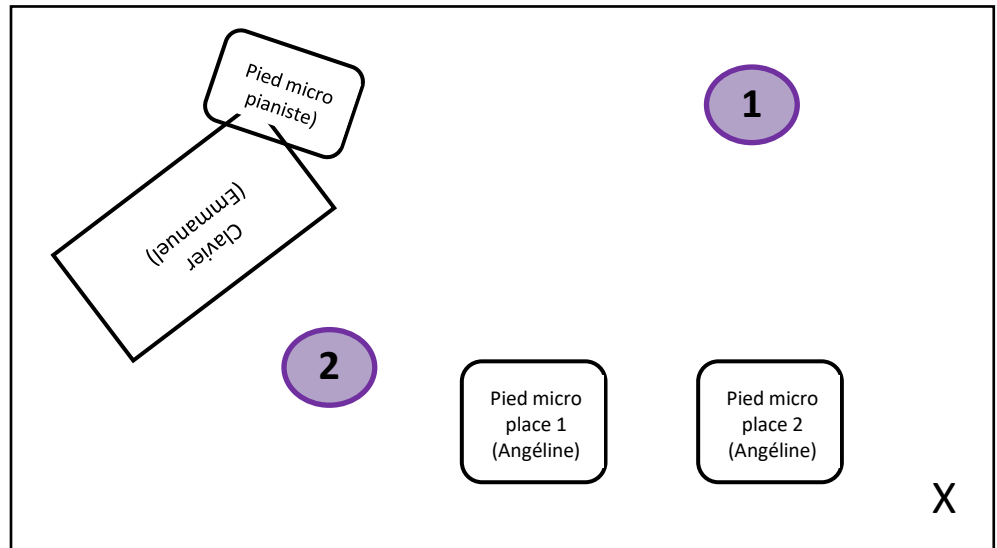 Pied micro
pianiste)
1
Clavier
(Emmanuel)
2
Pied micro
place 1
(Angéline)
Pied micro
place 2
(Angéline)
X